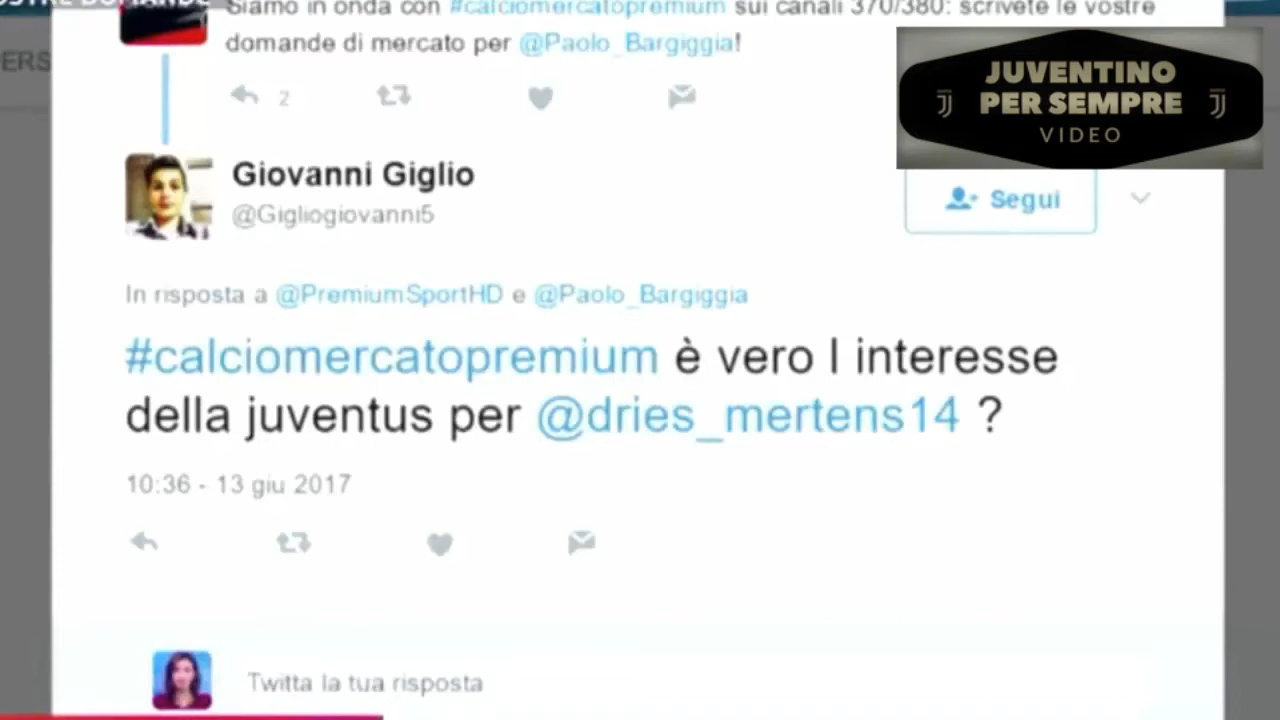 Siamo in onda con #calciomercatopremium sui canali 370/380: scrivete le vostre
domande di mercato per @Paolo_Bargiggia!
2
JUVENTINO
PER SEMPRE
VIDEO
Giovanni Giglio
@Gigliogiovanni5
Segui
In risposta a @PremiumSportHD e @Paolo_Bargiggia
#calciomercatopremium è vero l interesse
della juventus per @dries_mertens14 ?
10:36 - 13 giu 2017
Twitta la tua risposta